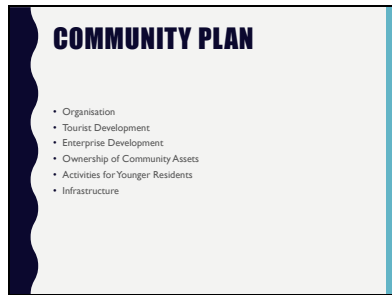 COMMUNITY PLAN
• Organisation
• Tourist Development
• Enterprise Development
• Ownership of Community Assets
• Activities for Younger Residents
• Infrastructure